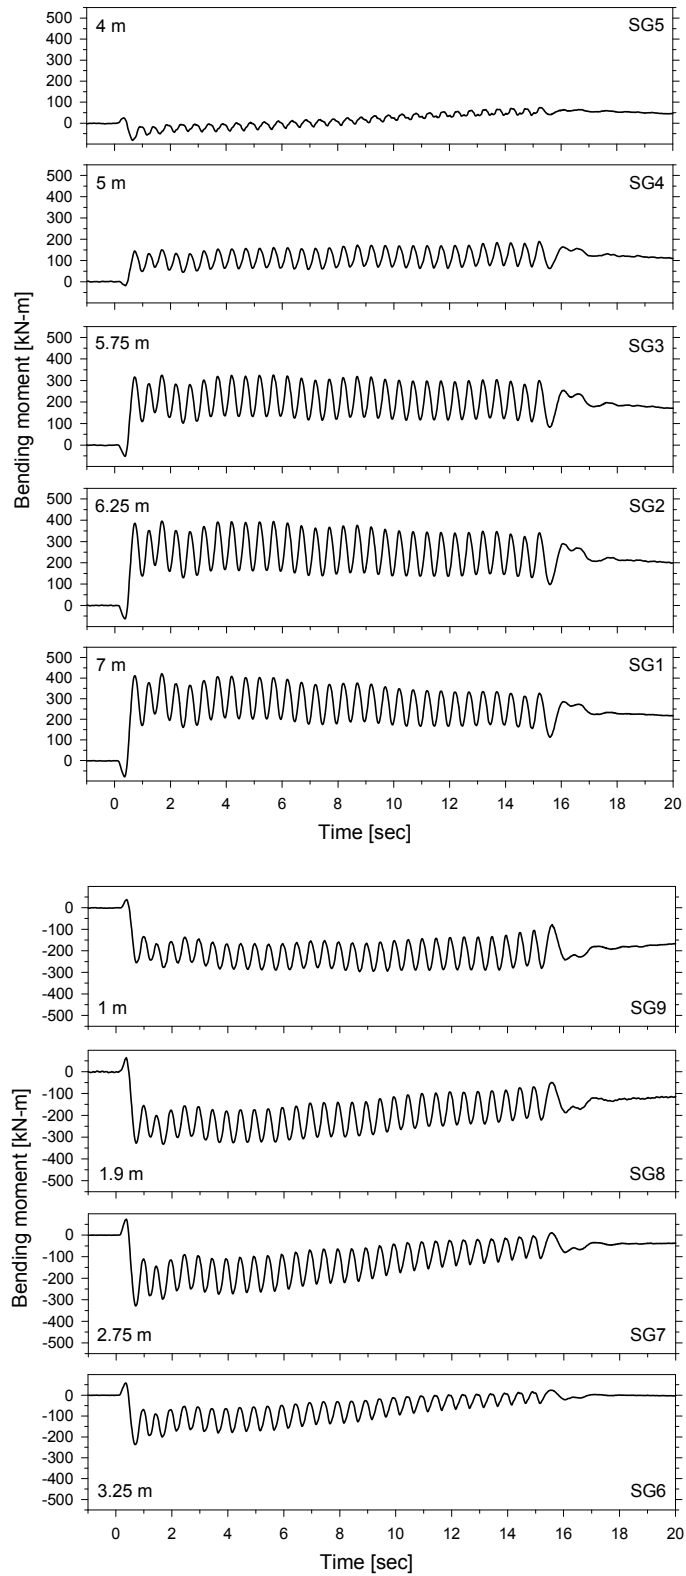 500
4 m
SG5
400
300
200
100
0
500
5 m
SG4
400
300
200
100
0
500
5.75 m
SG3
400
300
200
100
0
Bending moment [kN-m]
500
6.25 m
SG2
400
300
200
100
0
500
7 m
SG1
400
300
200
100
0
0 2 4 6 8 10 12 14 16 18 20
Time [sec]
0
-100
-200
-300
-400
-500
1 m
SG9
0
-100
-200
-300
-400
-500
1.9 m
SG8
Bending moment [kN-m]
0
-100
-200
-300
-400
-500
2.75 m
SG7
0
-100
-200
-300
-400
-500
3.25 m
SG6
0 2 4 6 8 10 12 14 16 18 20
Time [sec]